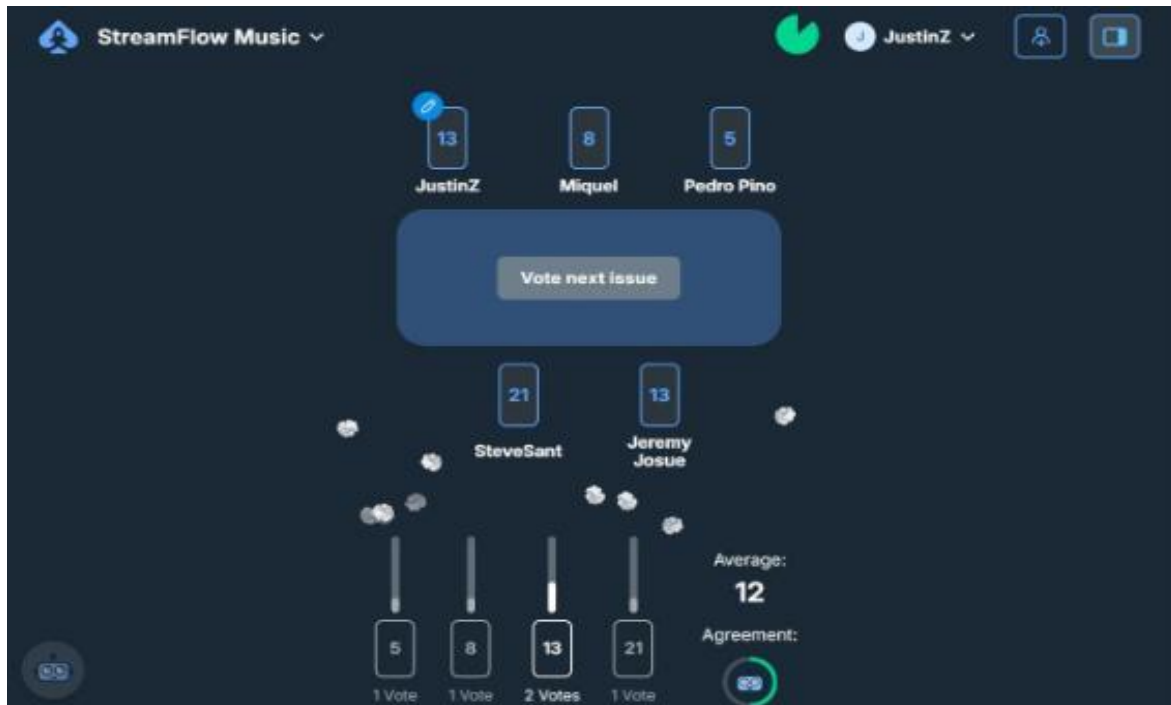 StreamFlow Music
J JustinZ
13 8 5
JustinZ Miquel Pedro Pino
Vote next issue
21 13
SteveSant Jeremy
Josue
Average:
12
Agreement:
5 8 13 21
1 Vote 1 Vote 2 Votes 1 Vote